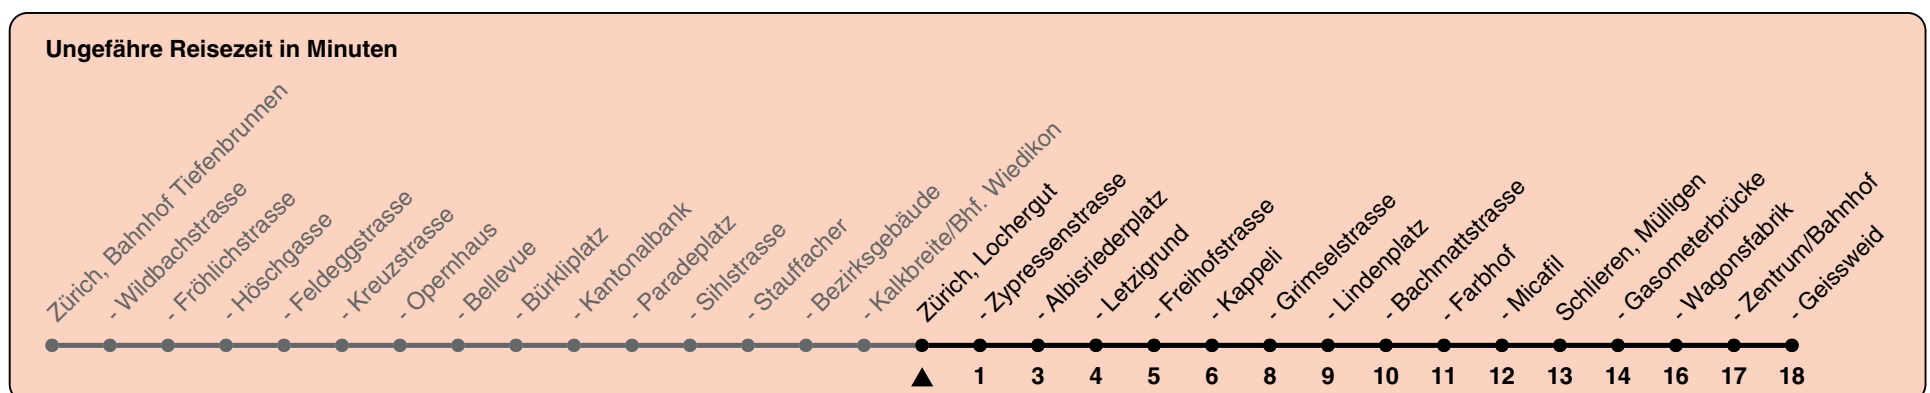 Ungefähre Reisezeit in Minuten
Zürich, Bahnhof Tiefenbrunnen
- Wildbachstrasse
- Fröhlichstrasse
- Höschgasse
- Feldeggstrasse
- Kreuzstrasse
- Opernhaus
- Bellevue
- Bürkliplatz
- Kantonalbank
- Paradeplatz
- Sihlstrasse
- Stauffacher
- Bezirksgebäude
- Kalkbreite/Bhf. Wiedikon
Zürich, Lochergut
- Zypressenstrasse
- Albisriederplatz
- Letzigrund
- Freihofstrasse
- Kappeli
- Grimselstrasse
- Lindenplatz
- Bachmattstrasse
- Farbhof
- Micafil
Schlieren, Mülligen
- Gasometerbrücke
- Wagonsfabrik
- Zentrum/Bahnhof
- Geissweid
1 3 4 5 6 8 9 10 11 12 13 14 16 17 18